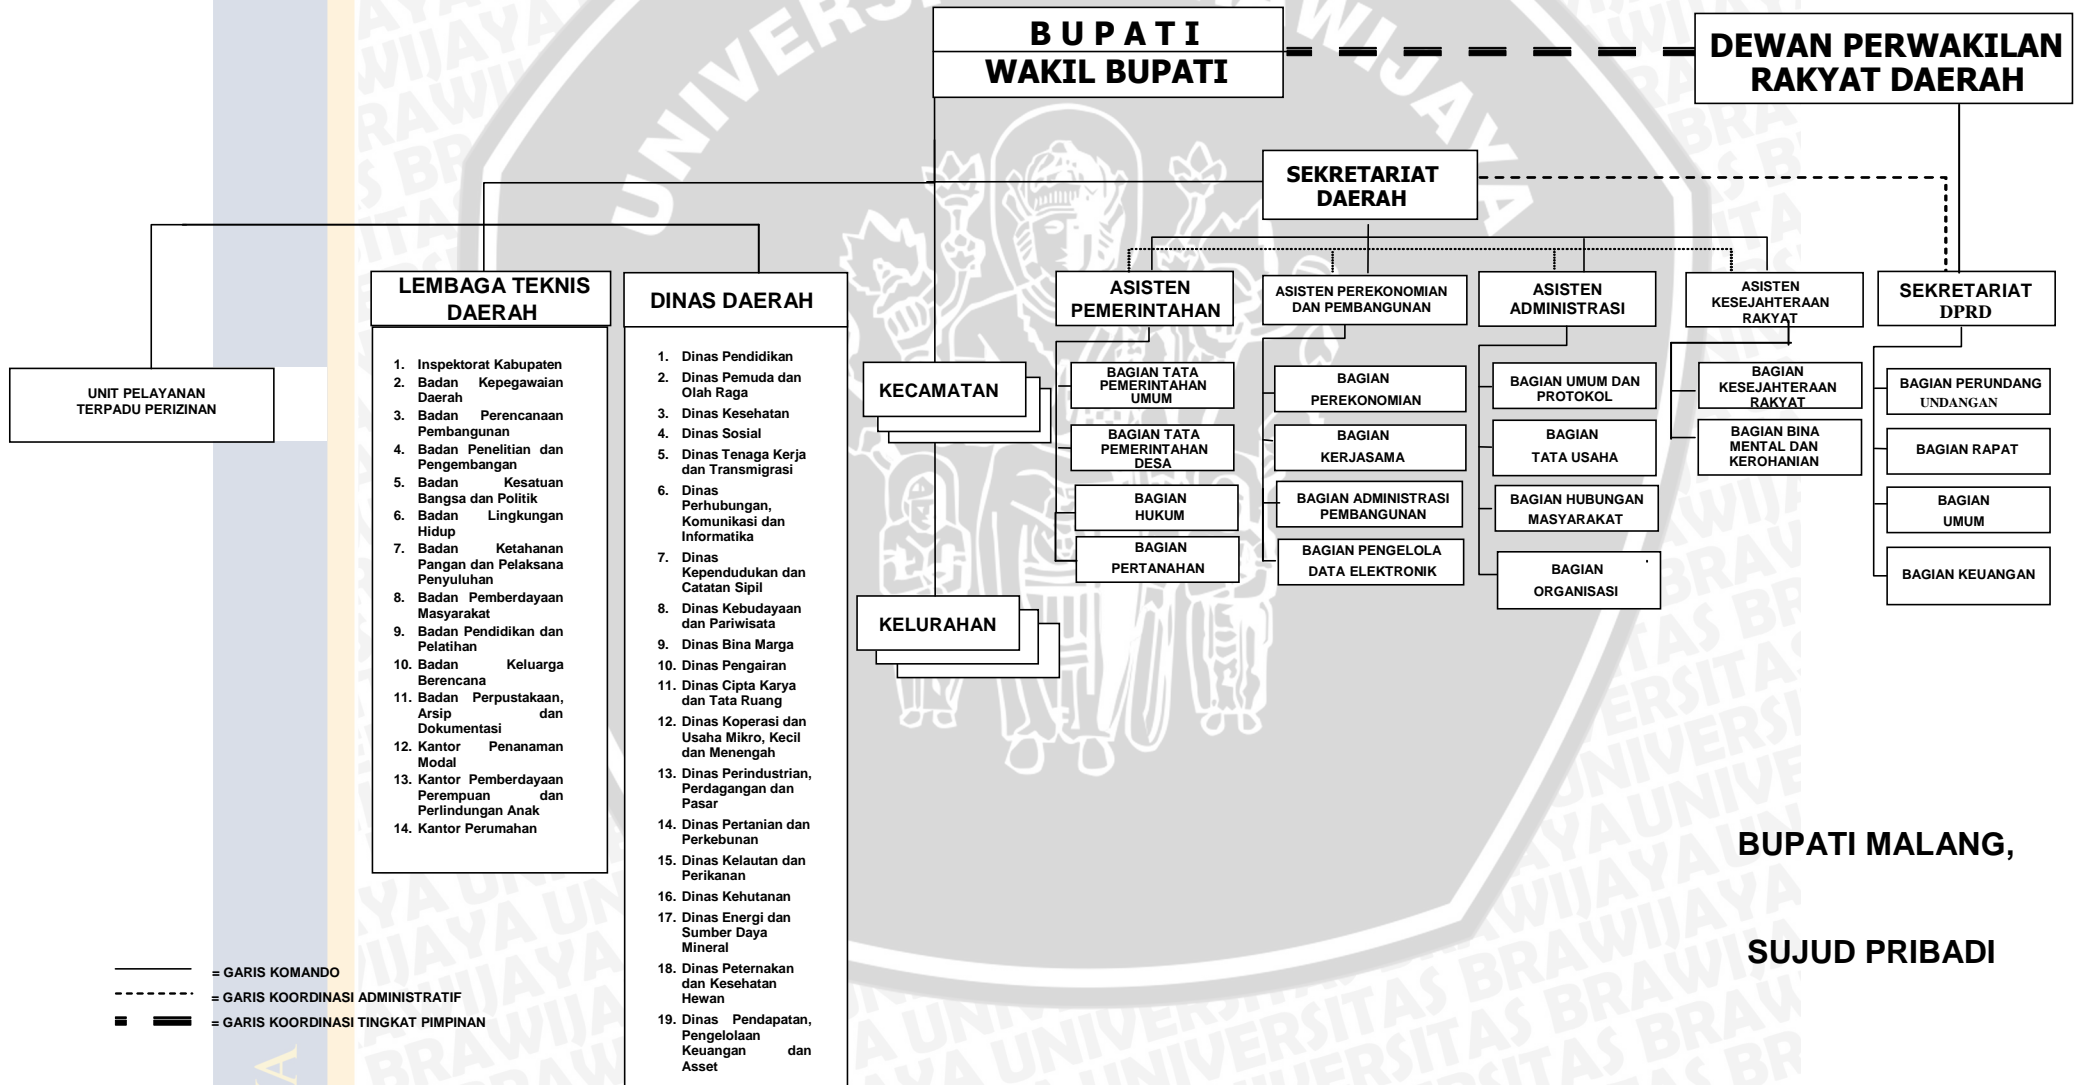 B U P A T I
WAKIL BUPATI
DEWAN PERWAKILAN
RAKYAT DAERAH
SEKRETARIAT
DAERAH
LEMBAGA TEKNIS
DAERAH
1. Inspektorat Kabupaten
2. Badan Kepegawaian
Daerah
3. Badan Perencanaan
Pembangunan
4. Badan Penelitian dan
Pengembangan
5. Badan Kesatuan
Bangsa dan Politik
6. Badan Lingkungan
Hidup
7. Badan Ketahanan
Pangan dan Pelaksana
Penyuluhan
8. Badan Pemberdayaan
Masyarakat
9. Badan Pendidikan dan
Pelatihan
10. Badan Keluarga
Berencana
11. Badan Perpustakaan,
Arsip dan
Dokumentasi
12. Kantor Penanaman
Modal
13. Kantor Pemberdayaan
Perempuan dan
Perlindungan Anak
14. Kantor Perumahan
DINAS DAERAH
1. Dinas Pendidikan
2. Dinas Pemuda dan
Olah Raga
3. Dinas Kesehatan
4. Dinas Sosial
5. Dinas Tenaga Kerja
dan Transmigrasi
6. Dinas
Perhubungan,
Komunikasi dan
Informatika
7. Dinas
Kependudukan dan
Catatan Sipil
8. Dinas Kebudayaan
dan Pariwisata
9. Dinas Bina Marga
10. Dinas Pengairan
11. Dinas Cipta Karya
dan Tata Ruang
12. Dinas Koperasi dan
Usaha Mikro, Kecil
dan Menengah
13. Dinas Perindustrian,
Perdagangan dan
Pasar
14. Dinas Pertanian dan
Perkebunan
15. Dinas Kelautan dan
Perikanan
16. Dinas Kehutanan
17. Dinas Energi dan
Sumber Daya
Mineral
18. Dinas Peternakan
dan Kesehatan
Hewan
19. Dinas Pendapatan,
Pengelolaan
Keuangan dan
Asset
UNIT PELAYANAN
TERPADU PERIZINAN
KECAMATAN
KELURAHAN
ASISTEN
PEMERINTAHAN
BAGIAN TATA
PEMERINTAHAN
UMUM
BAGIAN TATA
PEMERINTAHAN
DESA
BAGIAN
HUKUM
BAGIAN
PERTANAHAN
ASISTEN PEREKONOMIAN
DAN PEMBANGUNAN
BAGIAN
PEREKONOMIAN
BAGIAN
KERJASAMA
BAGIAN ADMINISTRASI
PEMBANGUNAN
BAGIAN PENGELOLA
DATA ELEKTRONIK
ASISTEN
ADMINISTRASI
BAGIAN UMUM DAN
PROTOKOL
BAGIAN
TATA USAHA
BAGIAN HUBUNGAN
MASYARAKAT
BAGIAN
ORGANISASI
ASISTEN
KESEJAHTERAAN
RAKYAT
BAGIAN
KESEJAHTERAAN
RAKYAT
BAGIAN BINA
MENTAL DAN
KEROHANIAN
SEKRETARIAT
DPRD
BAGIAN PERUNDANG
UNDANGAN
BAGIAN RAPAT
BAGIAN
UMUM
BAGIAN KEUANGAN
BUPATI MALANG,
SUJUD PRIBADI
= GARIS KOMANDO
= GARIS KOORDINASI ADMINISTRATIF
= GARIS KOORDINASI TINGKAT PIMPINAN